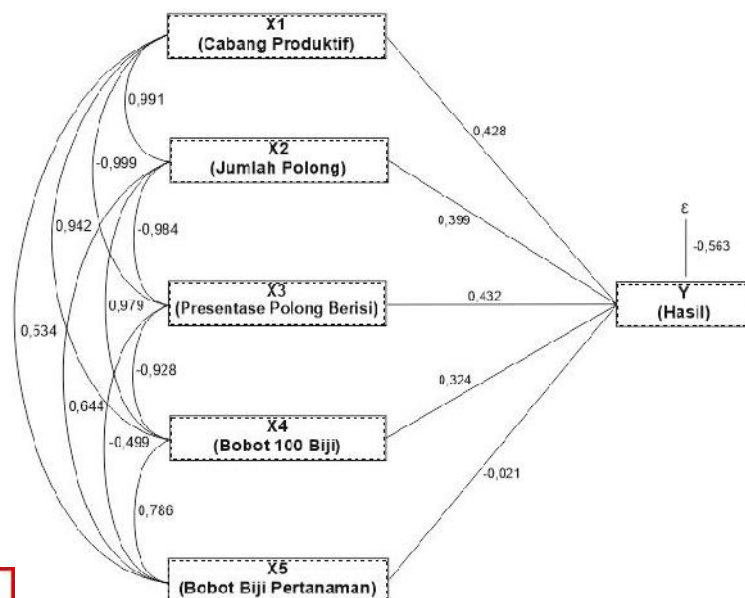 X1
(Cabang Produktif)
0,991
0,428
-0,999
X2
(Jumlah Polong)
0,399
ε
0,942
-0,984
-0,563
X3
(Presentase Polong Berisi)
0,979
0,432
Y
(Hasil)
0,534
-0,928
0,324
0,644
X4
(Bobot 100 Biji)
-0,499
-0,021
0,786
X5
(Bobot Biji Pertanaman)